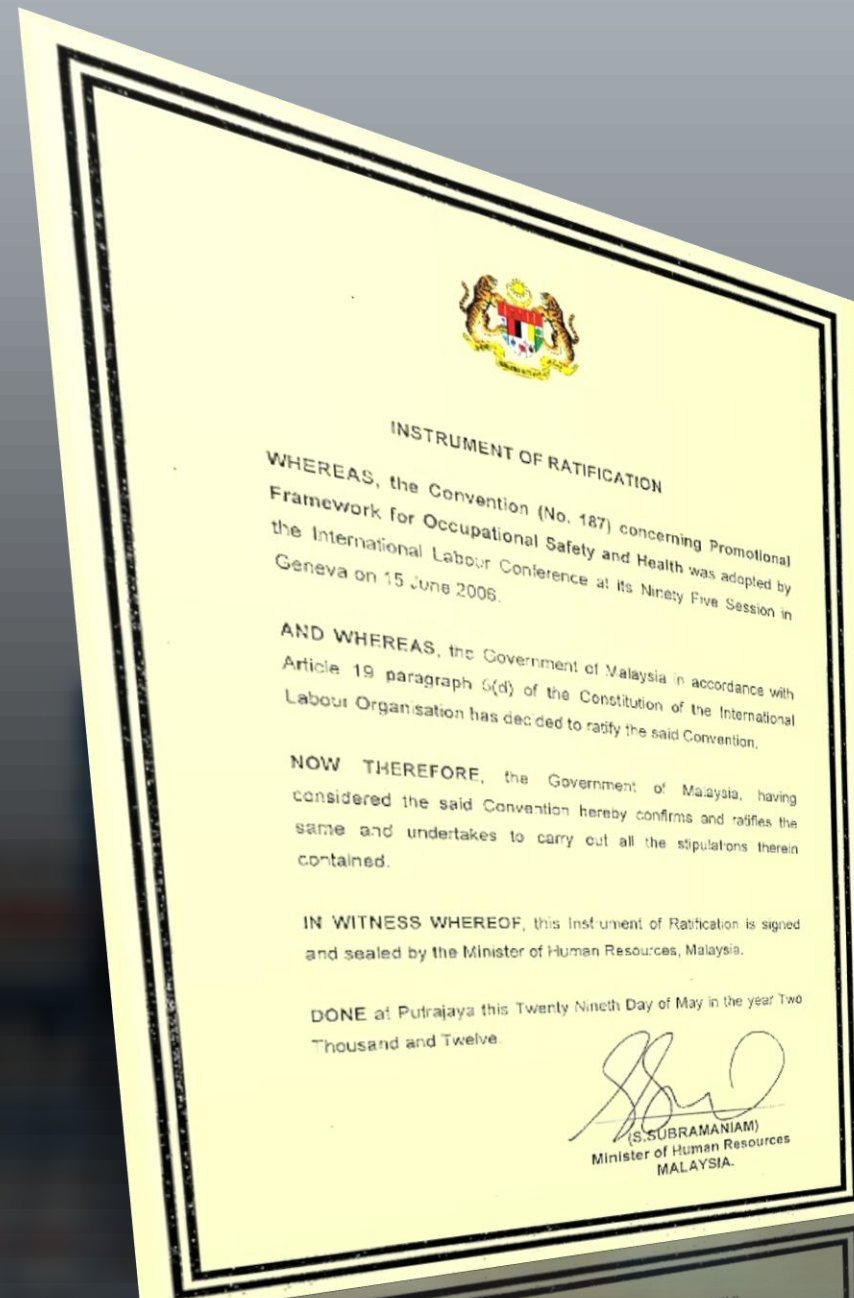 INSTRUMENT OF RATIFICATION
WHEREAS, the Convention (No. 187) concerning Promotional
Framework for Occupational Safety and Health was adopted by
the International Labour Conference at its Ninety Five Session in
Geneva on 15 June 2006.
AND WHEREAS, the Government of Malaysia in accordance with
Article 19 paragraph 5(d) of the Constitution of the International
Labour Organisation has decided to ratify the said Convention.
NOW THEREFORE, the Government of Malaysia, having
considered the said Convention hereby confirms and ratifies the
same and undertakes to carry out all the stipulations therein
contained.
IN WITNESS WHEREOF, this Instrument of Ratification is signed
and sealed by the Minister of Human Resources, Malaysia.
DONE at Putrajaya this Twenty Nineth Day of May in the year Two
Thousand and Twelve.
(S.SUBRAMANIAM)
Minister of Human Resources
MALAYSIA.